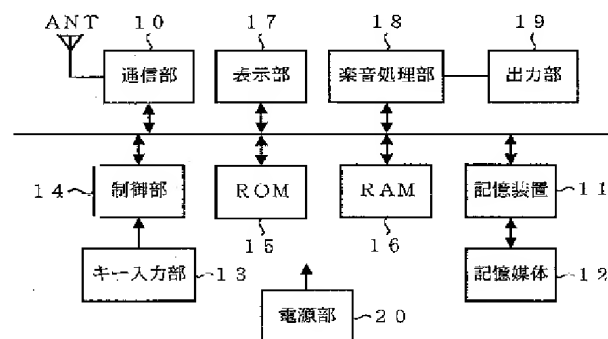 ANT
10
17
18
19
通信部
表示部
楽音処理部
出力部
14
制御部
ROM
RAM
記憶装置
11
15
16
キー入力部
13
記憶媒体
12
電源部
20